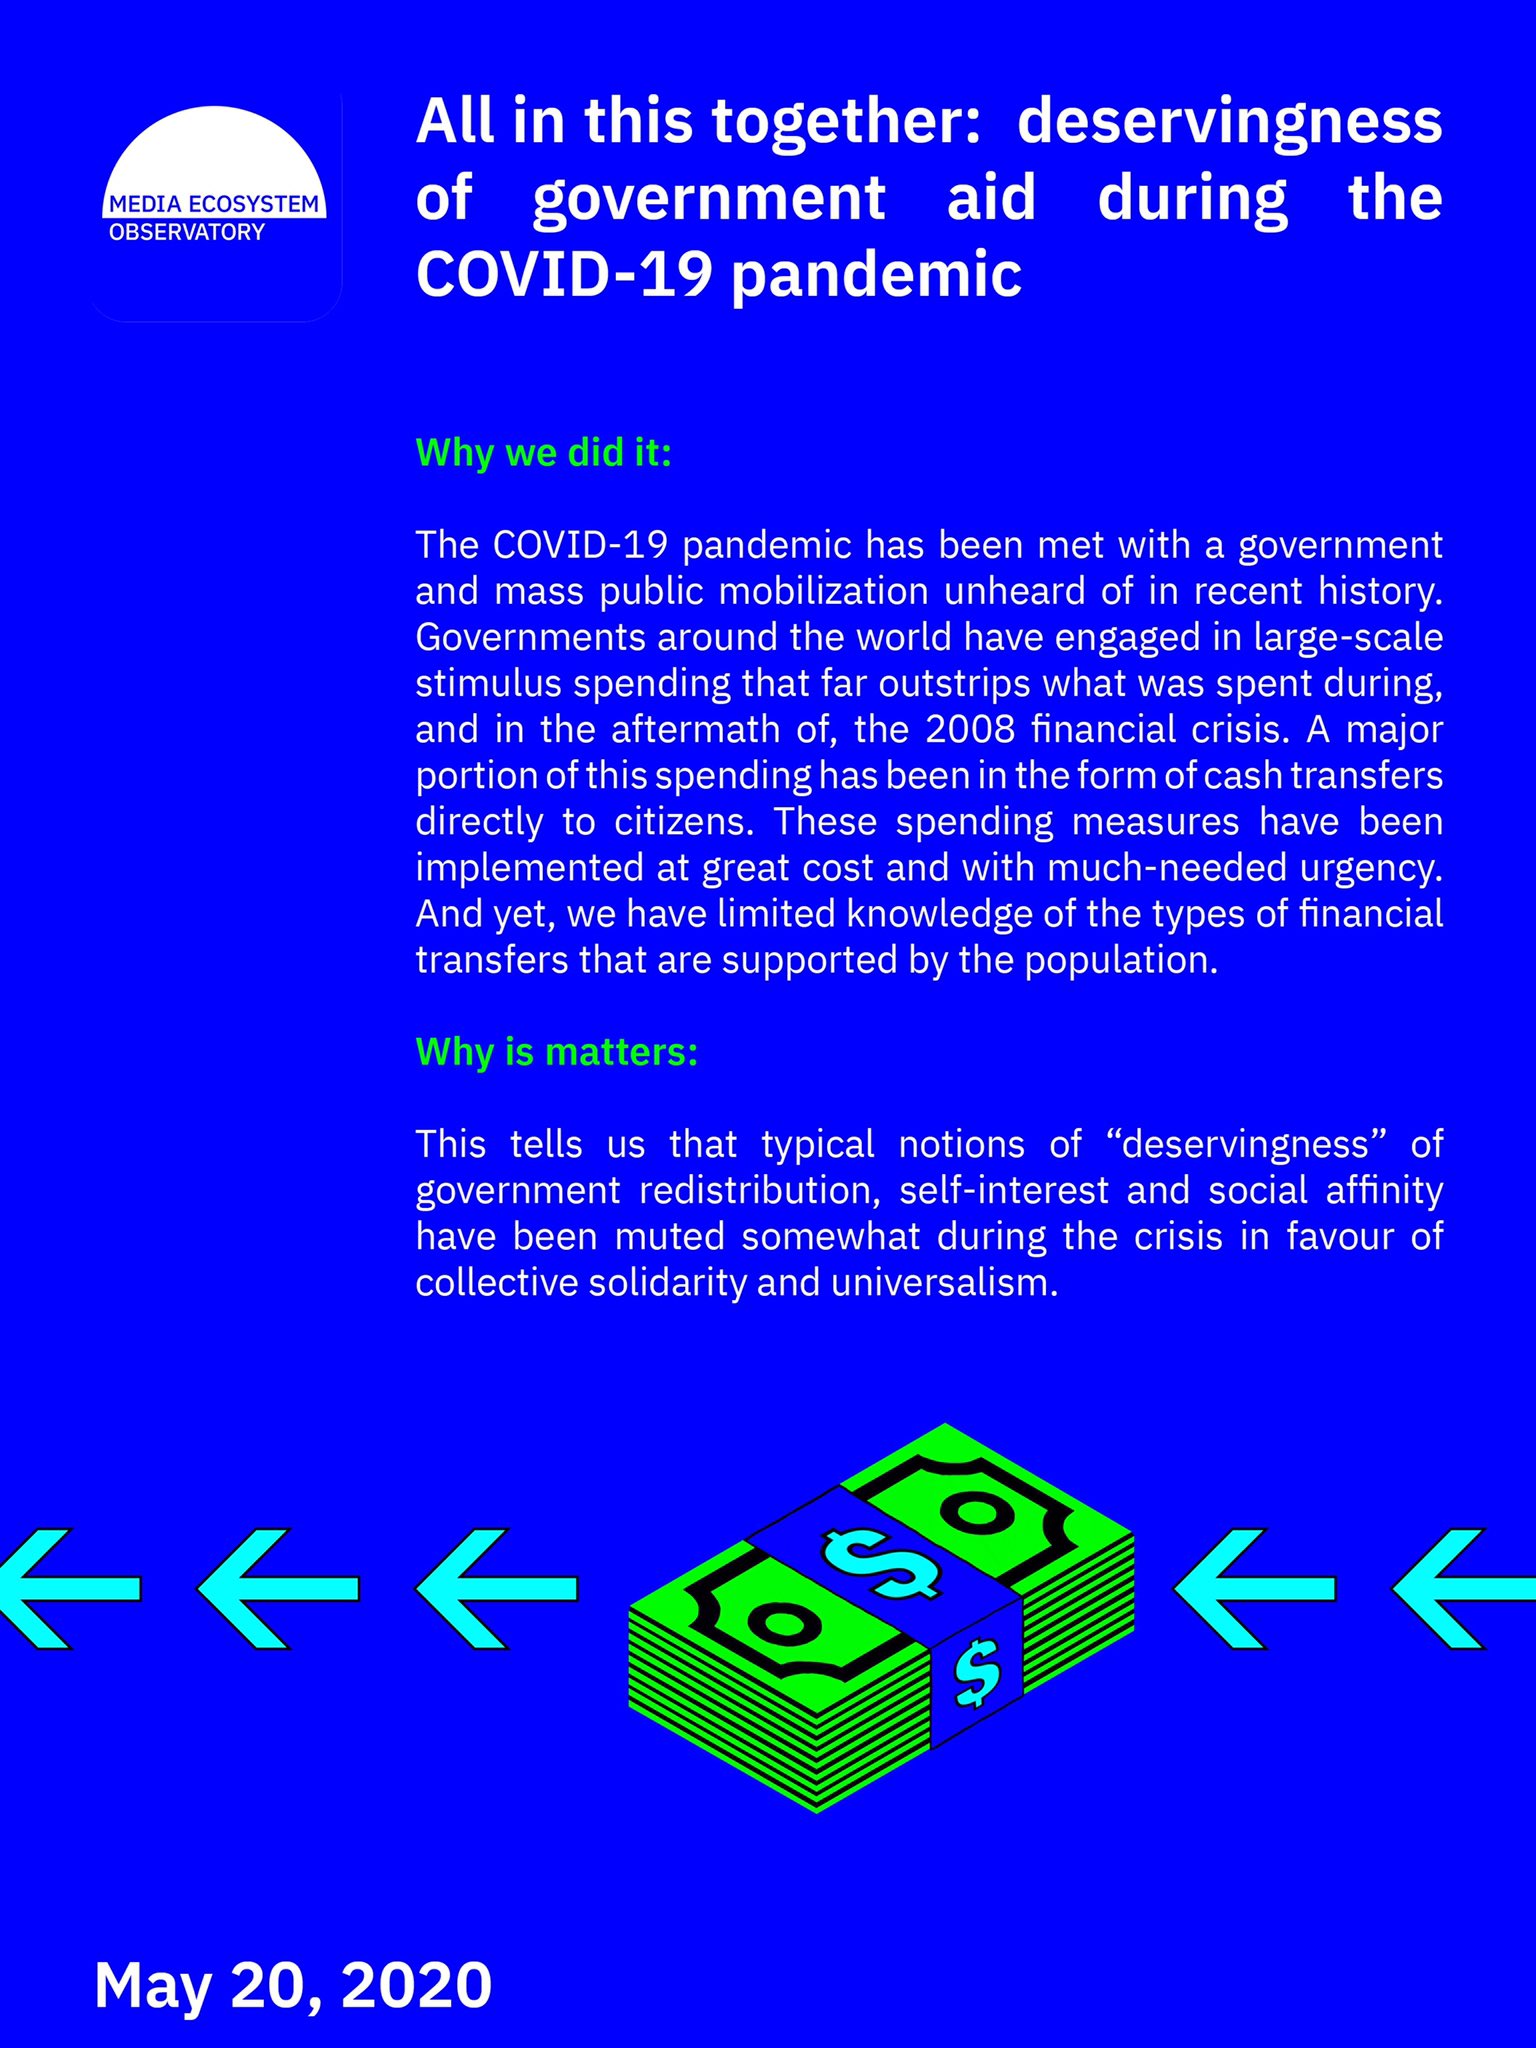 MEDIA ECOSYSTEM
OBSERVATORY
All in this together: deservingness
of government aid during the
COVID-19 pandemic
Why we did it:
The COVID-19 pandemic has been met with a government
and mass public mobilization unheard of in recent history.
Governments around the world have engaged in large-scale
stimulus spending that far outstrips what was spent during,
and in the aftermath of, the 2008 financial crisis. A major
portion of this spending has been in the form of cash transfers
directly to citizens. These spending measures have been
implemented at great cost and with much-needed urgency.
And yet, we have limited knowledge of the types of financial
transfers that are supported by the population.
Why is matters:
This tells us that typical notions of “deservingness” of
government redistribution, self-interest and social affinity
have been muted somewhat during the crisis in favour of
collective solidarity and universalism.
$
$
May 20, 2020